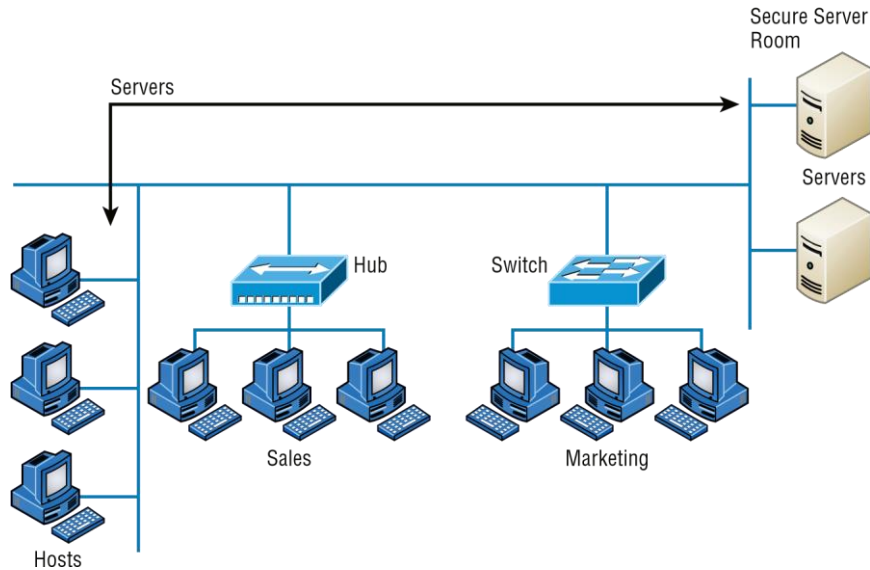 Secure Server
Room
Servers
Servers
Hub
Switch
Sales
Marketing
Hosts